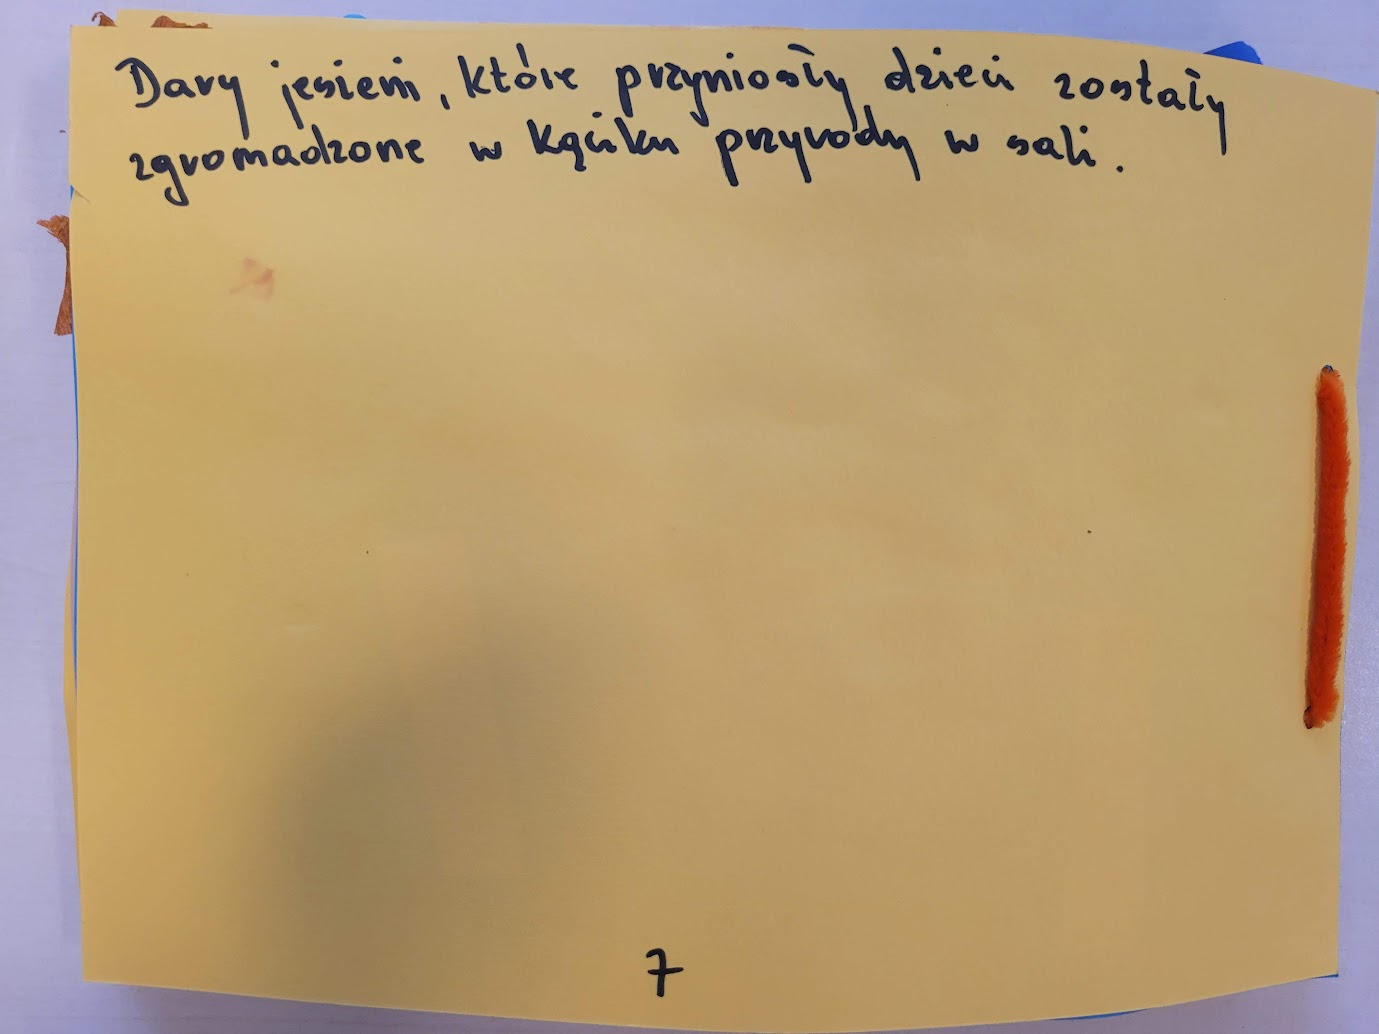 Dary jesieni, które przyniosły dzieci zostały
zgromadzone w kąciku przyrody w sali.
7